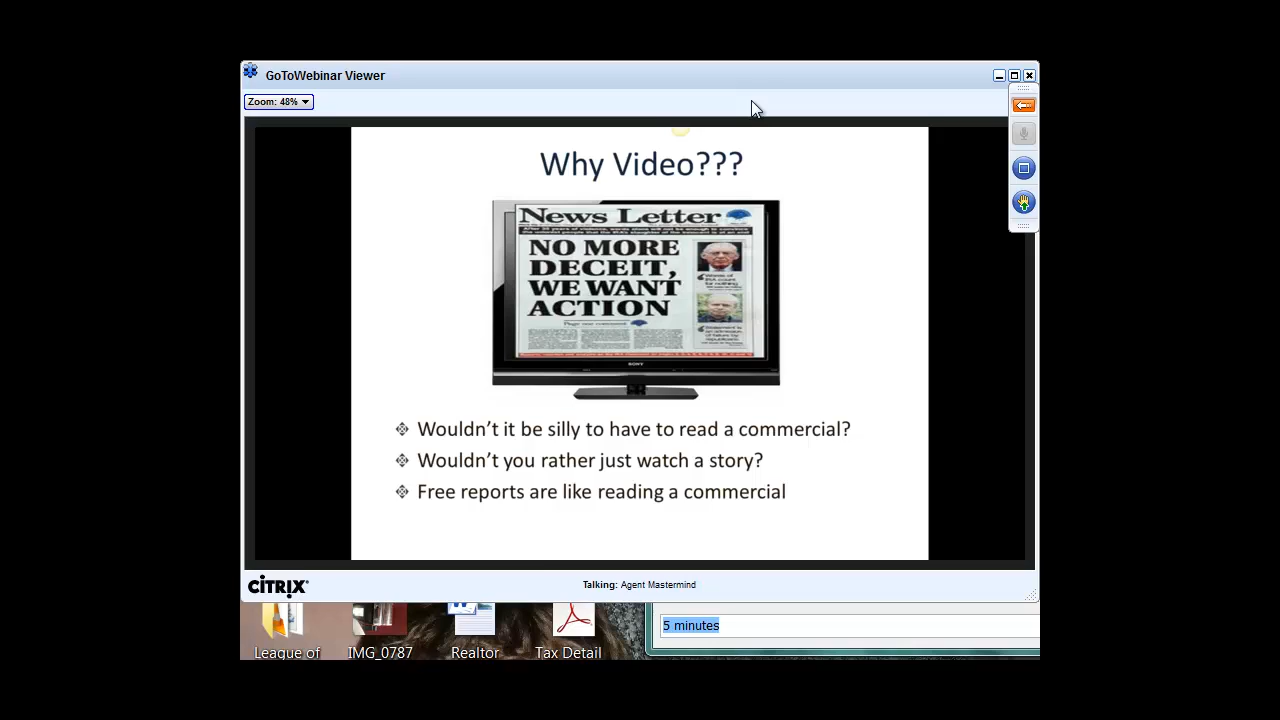 GoToWebinar Viewer
Zoom: 48%
Why Video???
News Letter
NO MORE
DECEIT,
WE WANT
ACTION
SONY
Wouldn't it be silly to have to read a commercial?
Wouldn't you rather just watch a story?
Free reports are like reading a commercial
CITRIX
Talking: Agent Mastermind
5 minutes
League of
IMG_0787
Realtor
Tax Detail